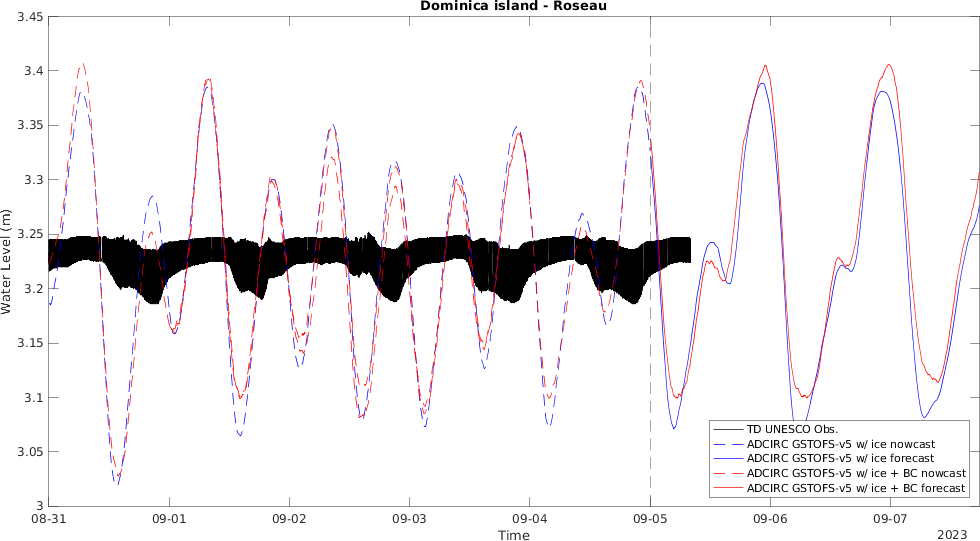 Dominica island - Roseau
3.45
3.4
3.35
3.3
3.25
3.2
3.15
3.1
3.05
3
Water Level (m)
08-31 09-01 09-02 09-03 09-04 09-05 09-06 09-07
Time
2023
TD UNESCO Obs.
ADCIRC GSTOFS-v5 w/ ice nowcast
ADCIRC GSTOFS-v5 w/ ice forecast
ADCIRC GSTOFS-v5 w/ ice + BC nowcast
ADCIRC GSTOFS-v5 w/ ice + BC forecast